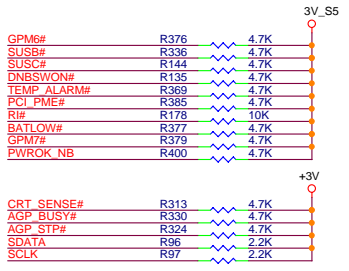 3V_S5
GPM6# R376 4.7K
SUSB# R336 4.7K
SUSC# R144 4.7K
DNBSWON# R135 4.7K
TEMP_ALARM# R369 4.7K
PCI_PME# R385 4.7K
RI# R178 10K
BATLOW# R377 4.7K
GPM7# R379 4.7K
PWROK_NB R400 4.7K
+3V
CRT_SENSE# R313 4.7K
AGP_BUSY# R330 4.7K
AGP_STP# R324 4.7K
SDATA R96 2.2K
SCLK R97 2.2K